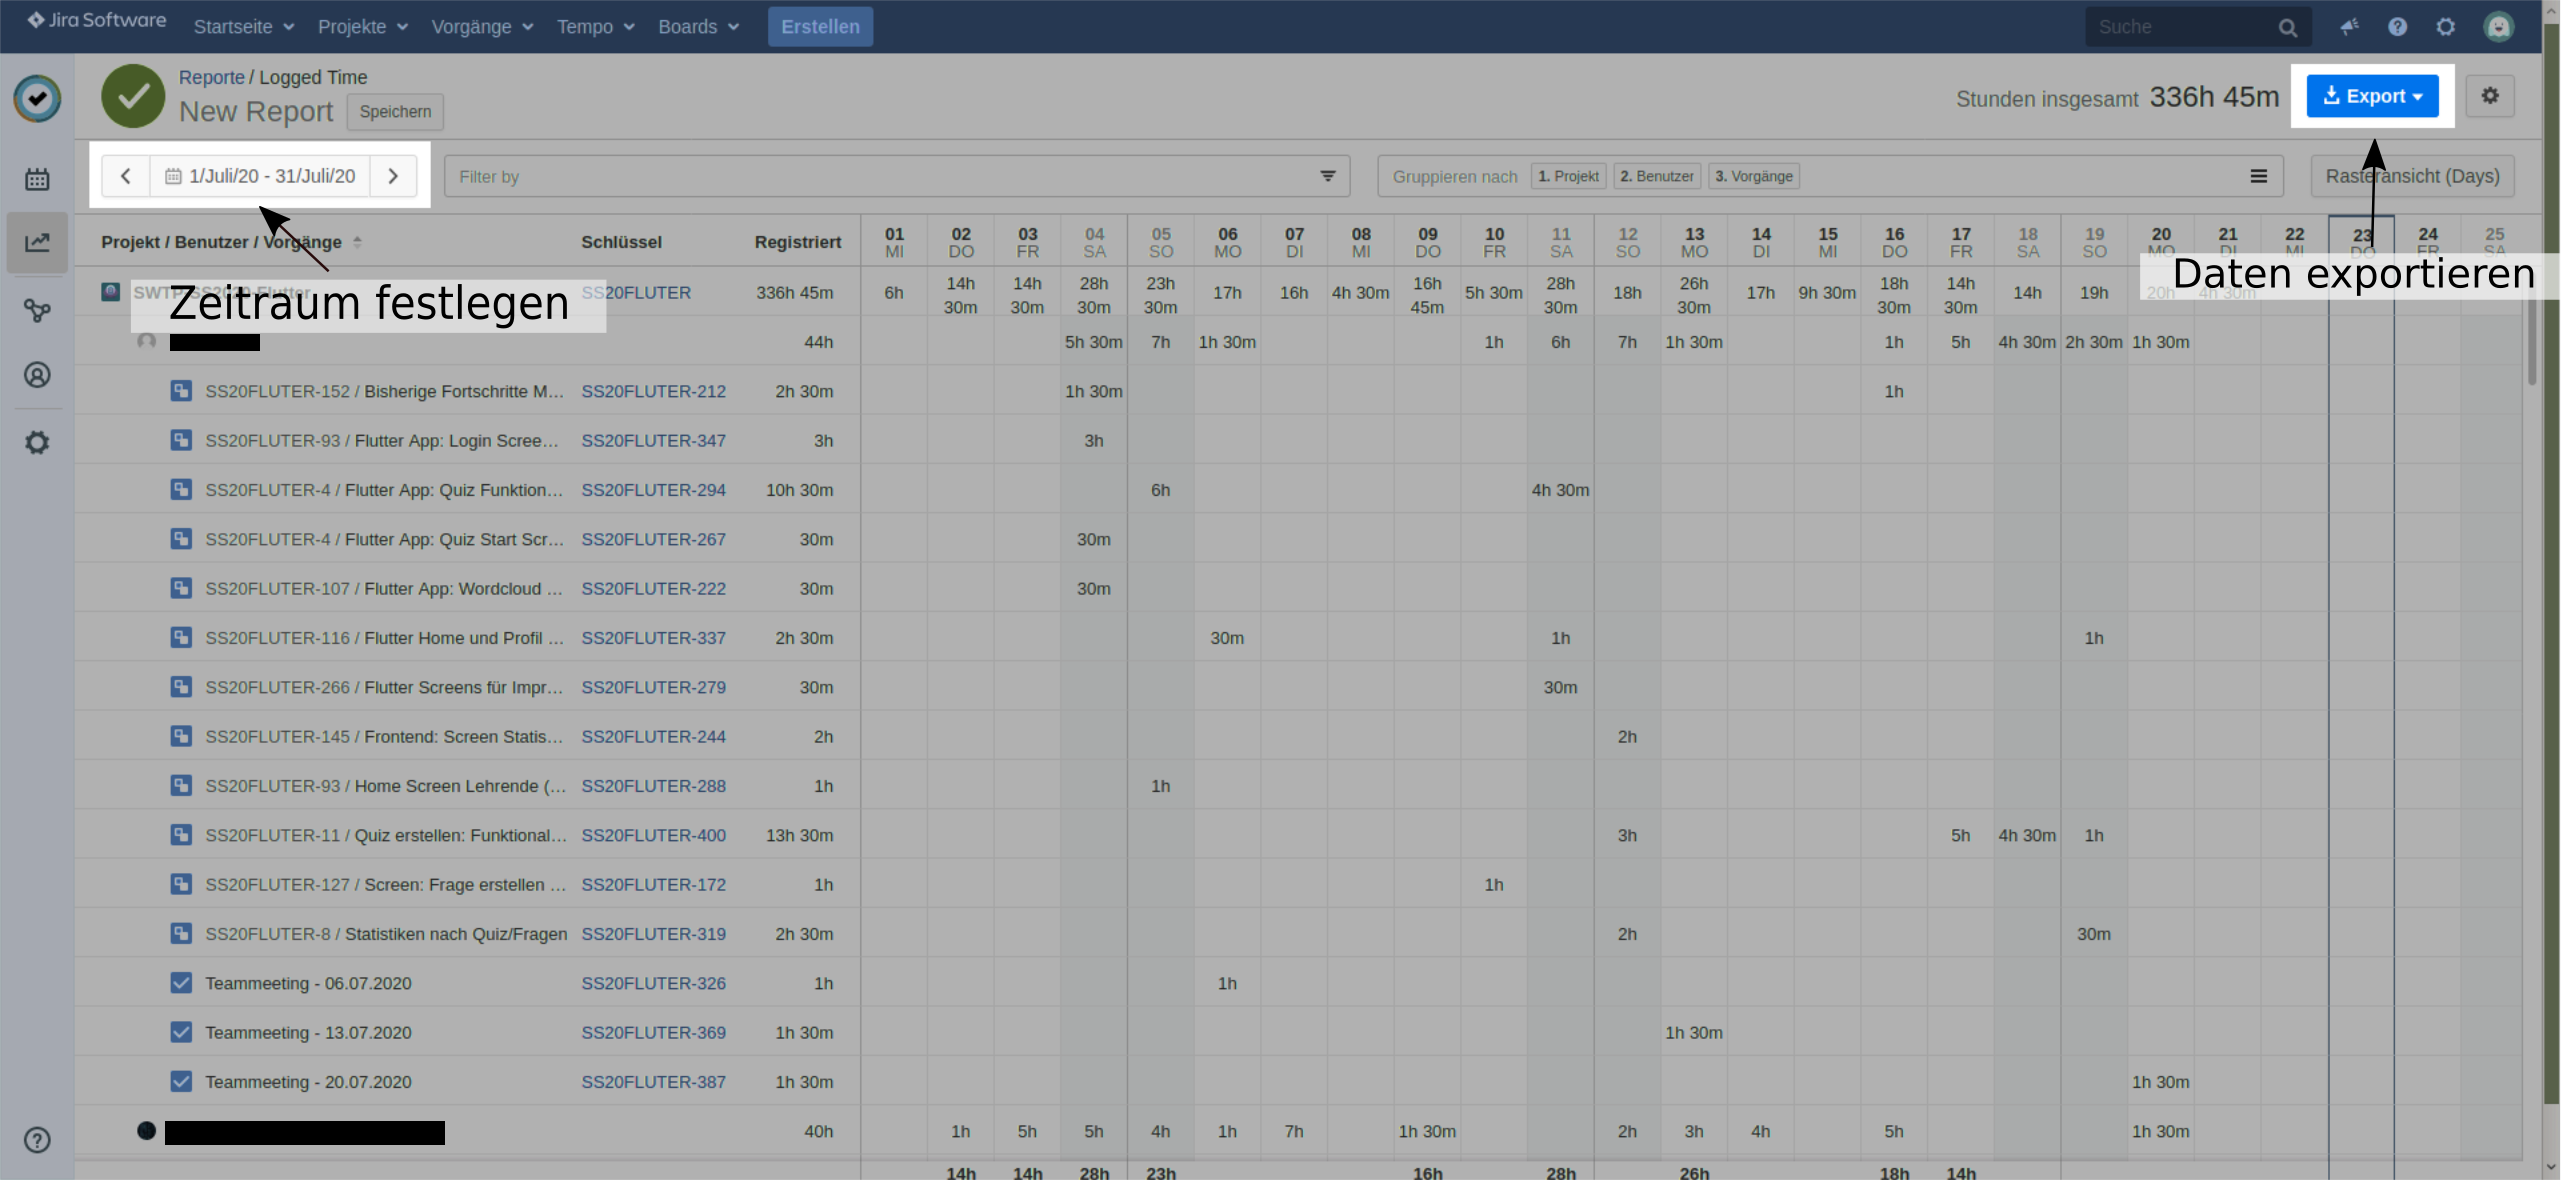 Jira Software Startseite Projekte Vorgänge Tempo Boards Erstellen Suche
Reporte / Logged Time
New Report Speichern Stunden insgesamt 336h 45m Export
1/Juli/20 - 31/Juli/20 Filter by Gruppieren nach 1. Projekt 2. Benutzer 3. Vorgänge Rasteransicht (Days)
Projekt / Benutzer / Vorgänge Schlüssel Registriert 01 MI 02 DO 03 FR 04 SA 05 SO 06 MO 07 DI 08 MI 09 DO 10 FR 11 SA 12 SO 13 MO 14 DI 15 MI 16 DO 17 FR 18 SA 19 SO 20 MO 21 DI 22 MI 23 DO 24 FR 25 SA
Zeitraum festlegen
Daten exportieren
SWTP-SS2020-Flutter SS20FLUTER 336h 45m 6h 14h 30m 14h 30m 28h 30m 23h 30m 17h 16h 4h 30m 16h 45m 5h 30m 28h 30m 18h 26h 30m 17h 9h 30m 18h 30m 14h 30m 14h 19h 20h 4h 30m
44h 5h 30m 7h 1h 30m 1h 6h 7h 1h 30m 1h 5h 4h 30m 2h 30m 1h 30m
SS20FLUTER-152 / Bisherige Fortschritte M... SS20FLUTER-212 2h 30m 1h 30m 1h
SS20FLUTER-93 / Flutter App: Login Scree... SS20FLUTER-347 3h 3h
SS20FLUTER-4 / Flutter App: Quiz Funktion... SS20FLUTER-294 10h 30m 6h 4h 30m
SS20FLUTER-4 / Flutter App: Quiz Start Scr... SS20FLUTER-267 30m 30m
SS20FLUTER-107 / Flutter App: Wordcloud ... SS20FLUTER-222 30m 30m
SS20FLUTER-116 / Flutter Home und Profil ... SS20FLUTER-337 2h 30m 30m 1h 1h
SS20FLUTER-266 / Flutter Screens für Impr... SS20FLUTER-279 30m 30m
SS20FLUTER-145 / Frontend: Screen Statis... SS20FLUTER-244 2h 2h
SS20FLUTER-93 / Home Screen Lehrende (... SS20FLUTER-288 1h 1h
SS20FLUTER-11 / Quiz erstellen: Funktional... SS20FLUTER-400 13h 30m 3h 5h 4h 30m 1h
SS20FLUTER-127 / Screen: Frage erstellen ... SS20FLUTER-172 1h 1h
SS20FLUTER-8 / Statistiken nach Quiz/Fragen SS20FLUTER-319 2h 30m 2h 30m
Teammeeting - 06.07.2020 SS20FLUTER-326 1h 1h
Teammeeting - 13.07.2020 SS20FLUTER-369 1h 30m 1h 30m
Teammeeting - 20.07.2020 SS20FLUTER-387 1h 30m 1h 30m
40h 1h 5h 5h 4h 1h 7h 1h 30m 2h 3h 4h 5h 1h 30m
14h 14h 28h 23h 16h 28h 26h 18h 14h